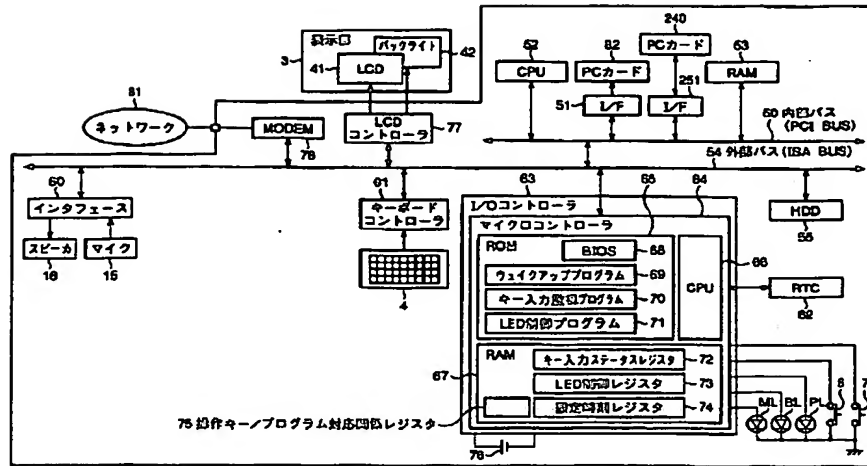 表示部
バックライト
42
3
41
LCD
240
52
82
PCカード
53
CPU
PCカード
RAM
81
51
I/F
251
I/F
ネットワーク
MODEM
78
LCD
コントローラ
77
50 内部バス
(PCI BUS)
54 外部バス(ISA BUS)
60
インタフェース
61
キーボード
コントローラ
63
65
64
I/Oコントローラ
マイクロコントローラ
HDD
スピーカ
マイク
16
15
4
ROM
BIOS
68
66
ウェイクアッププログラム
69
CPU
RTC
62
キー入力監視プログラム
70
LED制御プログラム
71
RAM
キー入力ステータスレジスタ
72
67
LED制御レジスタ
73
設定時刻レジスタ
74
ML
BL
PL
8
7
75 操作キー/プログラム対応関係レジスタ
76